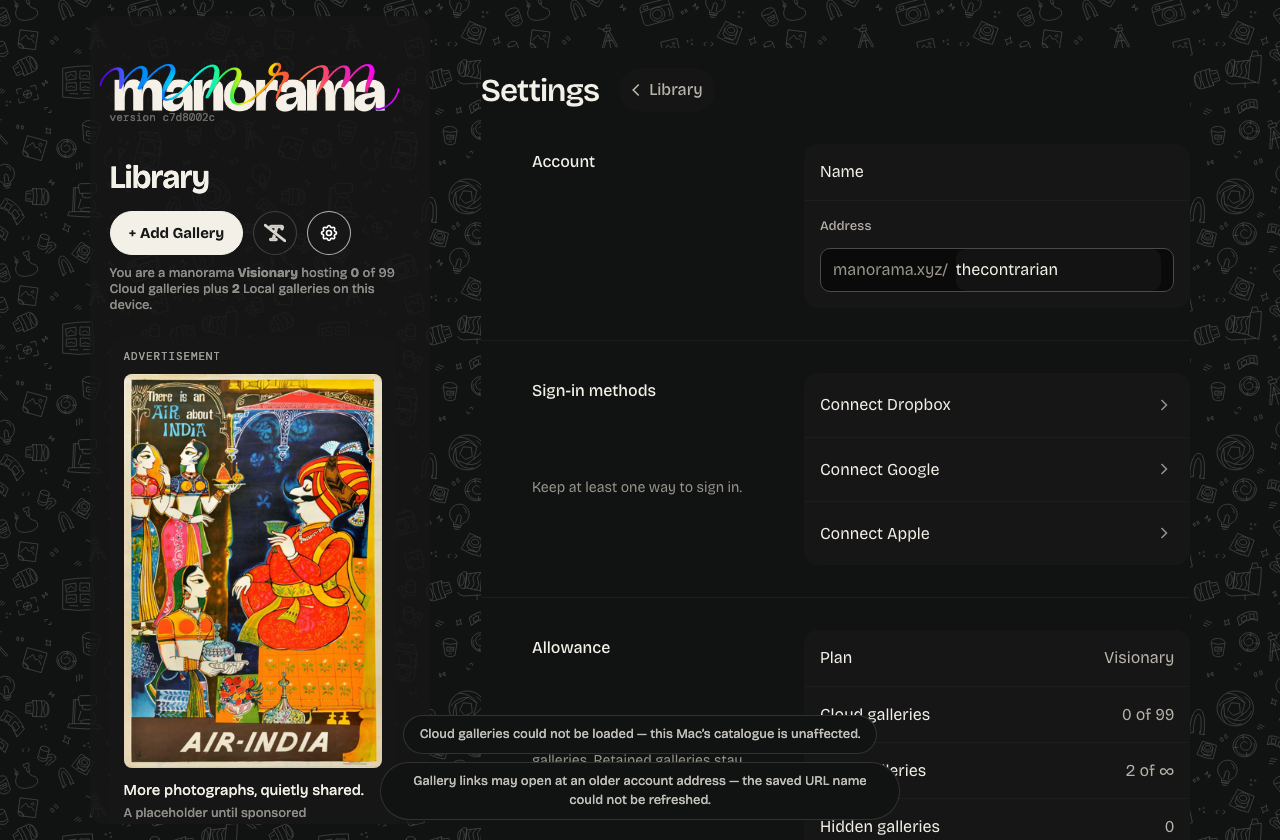 manorama
version c7d8002c
Library
+ Add Gallery
You are a manorama Visionary hosting 0 of 99
Cloud galleries plus 2 Local galleries on this
device.
ADVERTISEMENT
There is an
AIR about
INDIA
AIR-INDIA
More photographs, quietly shared.
A placeholder until sponsored
Settings
Library
Account
Name
Address
manorama.xyz/ thecontrarian
Sign-in methods
Keep at least one way to sign in.
Connect Dropbox
Connect Google
Connect Apple
Allowance
galleries. Retained galleries stay
Plan
Visionary
Cloud galleries
0 of 99
2 of ∞
Hidden galleries
0
Cloud galleries could not be loaded — this Mac's catalogue is unaffected.
Gallery links may open at an older account address — the saved URL name
could not be refreshed.